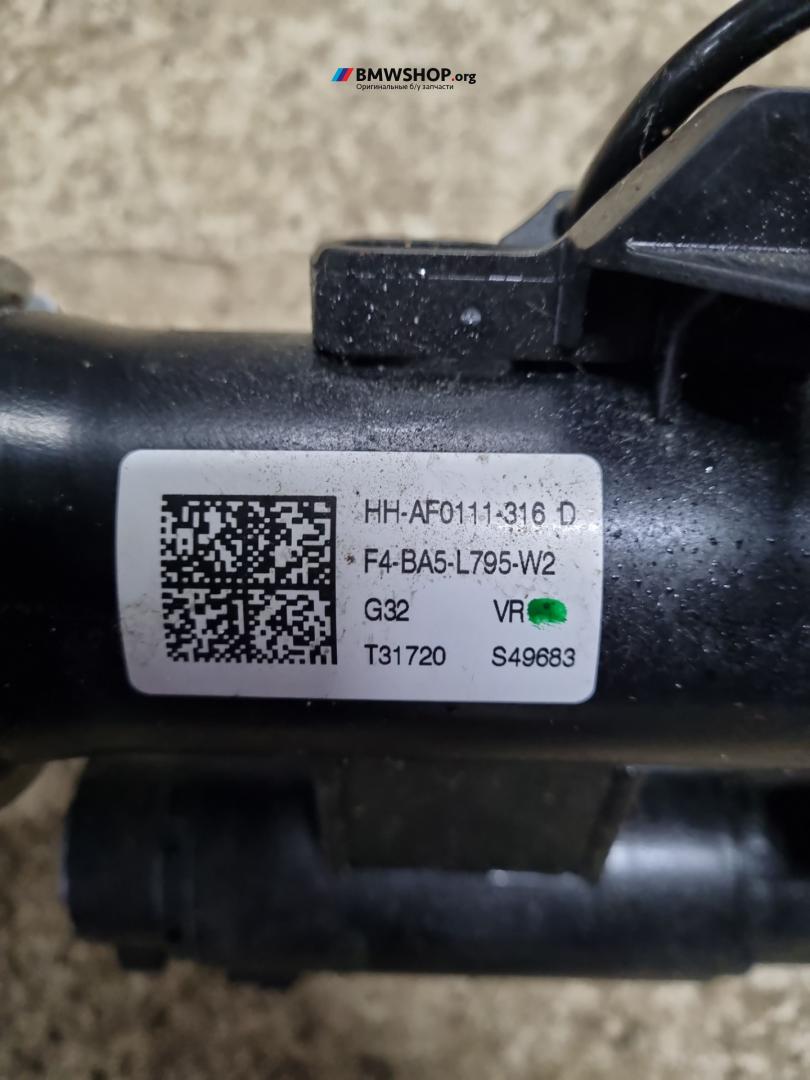 BMWSHOP.org
Оригинальные б/у запчасти
HH-AF0111-316 D
F4-BA5-L795-W2
G32 VR
T31720 S49683